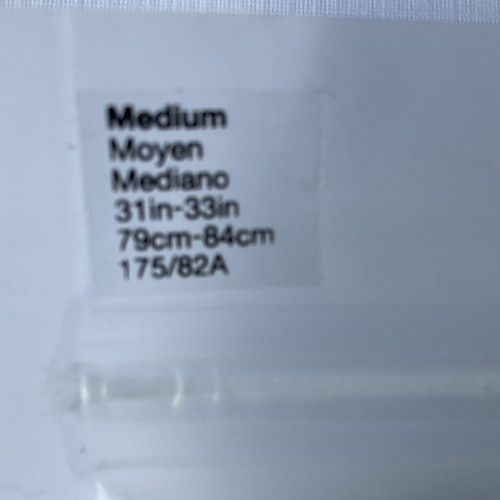 Medium
Moyen
Mediano
31in-33in
79cm-84cm
175/82A